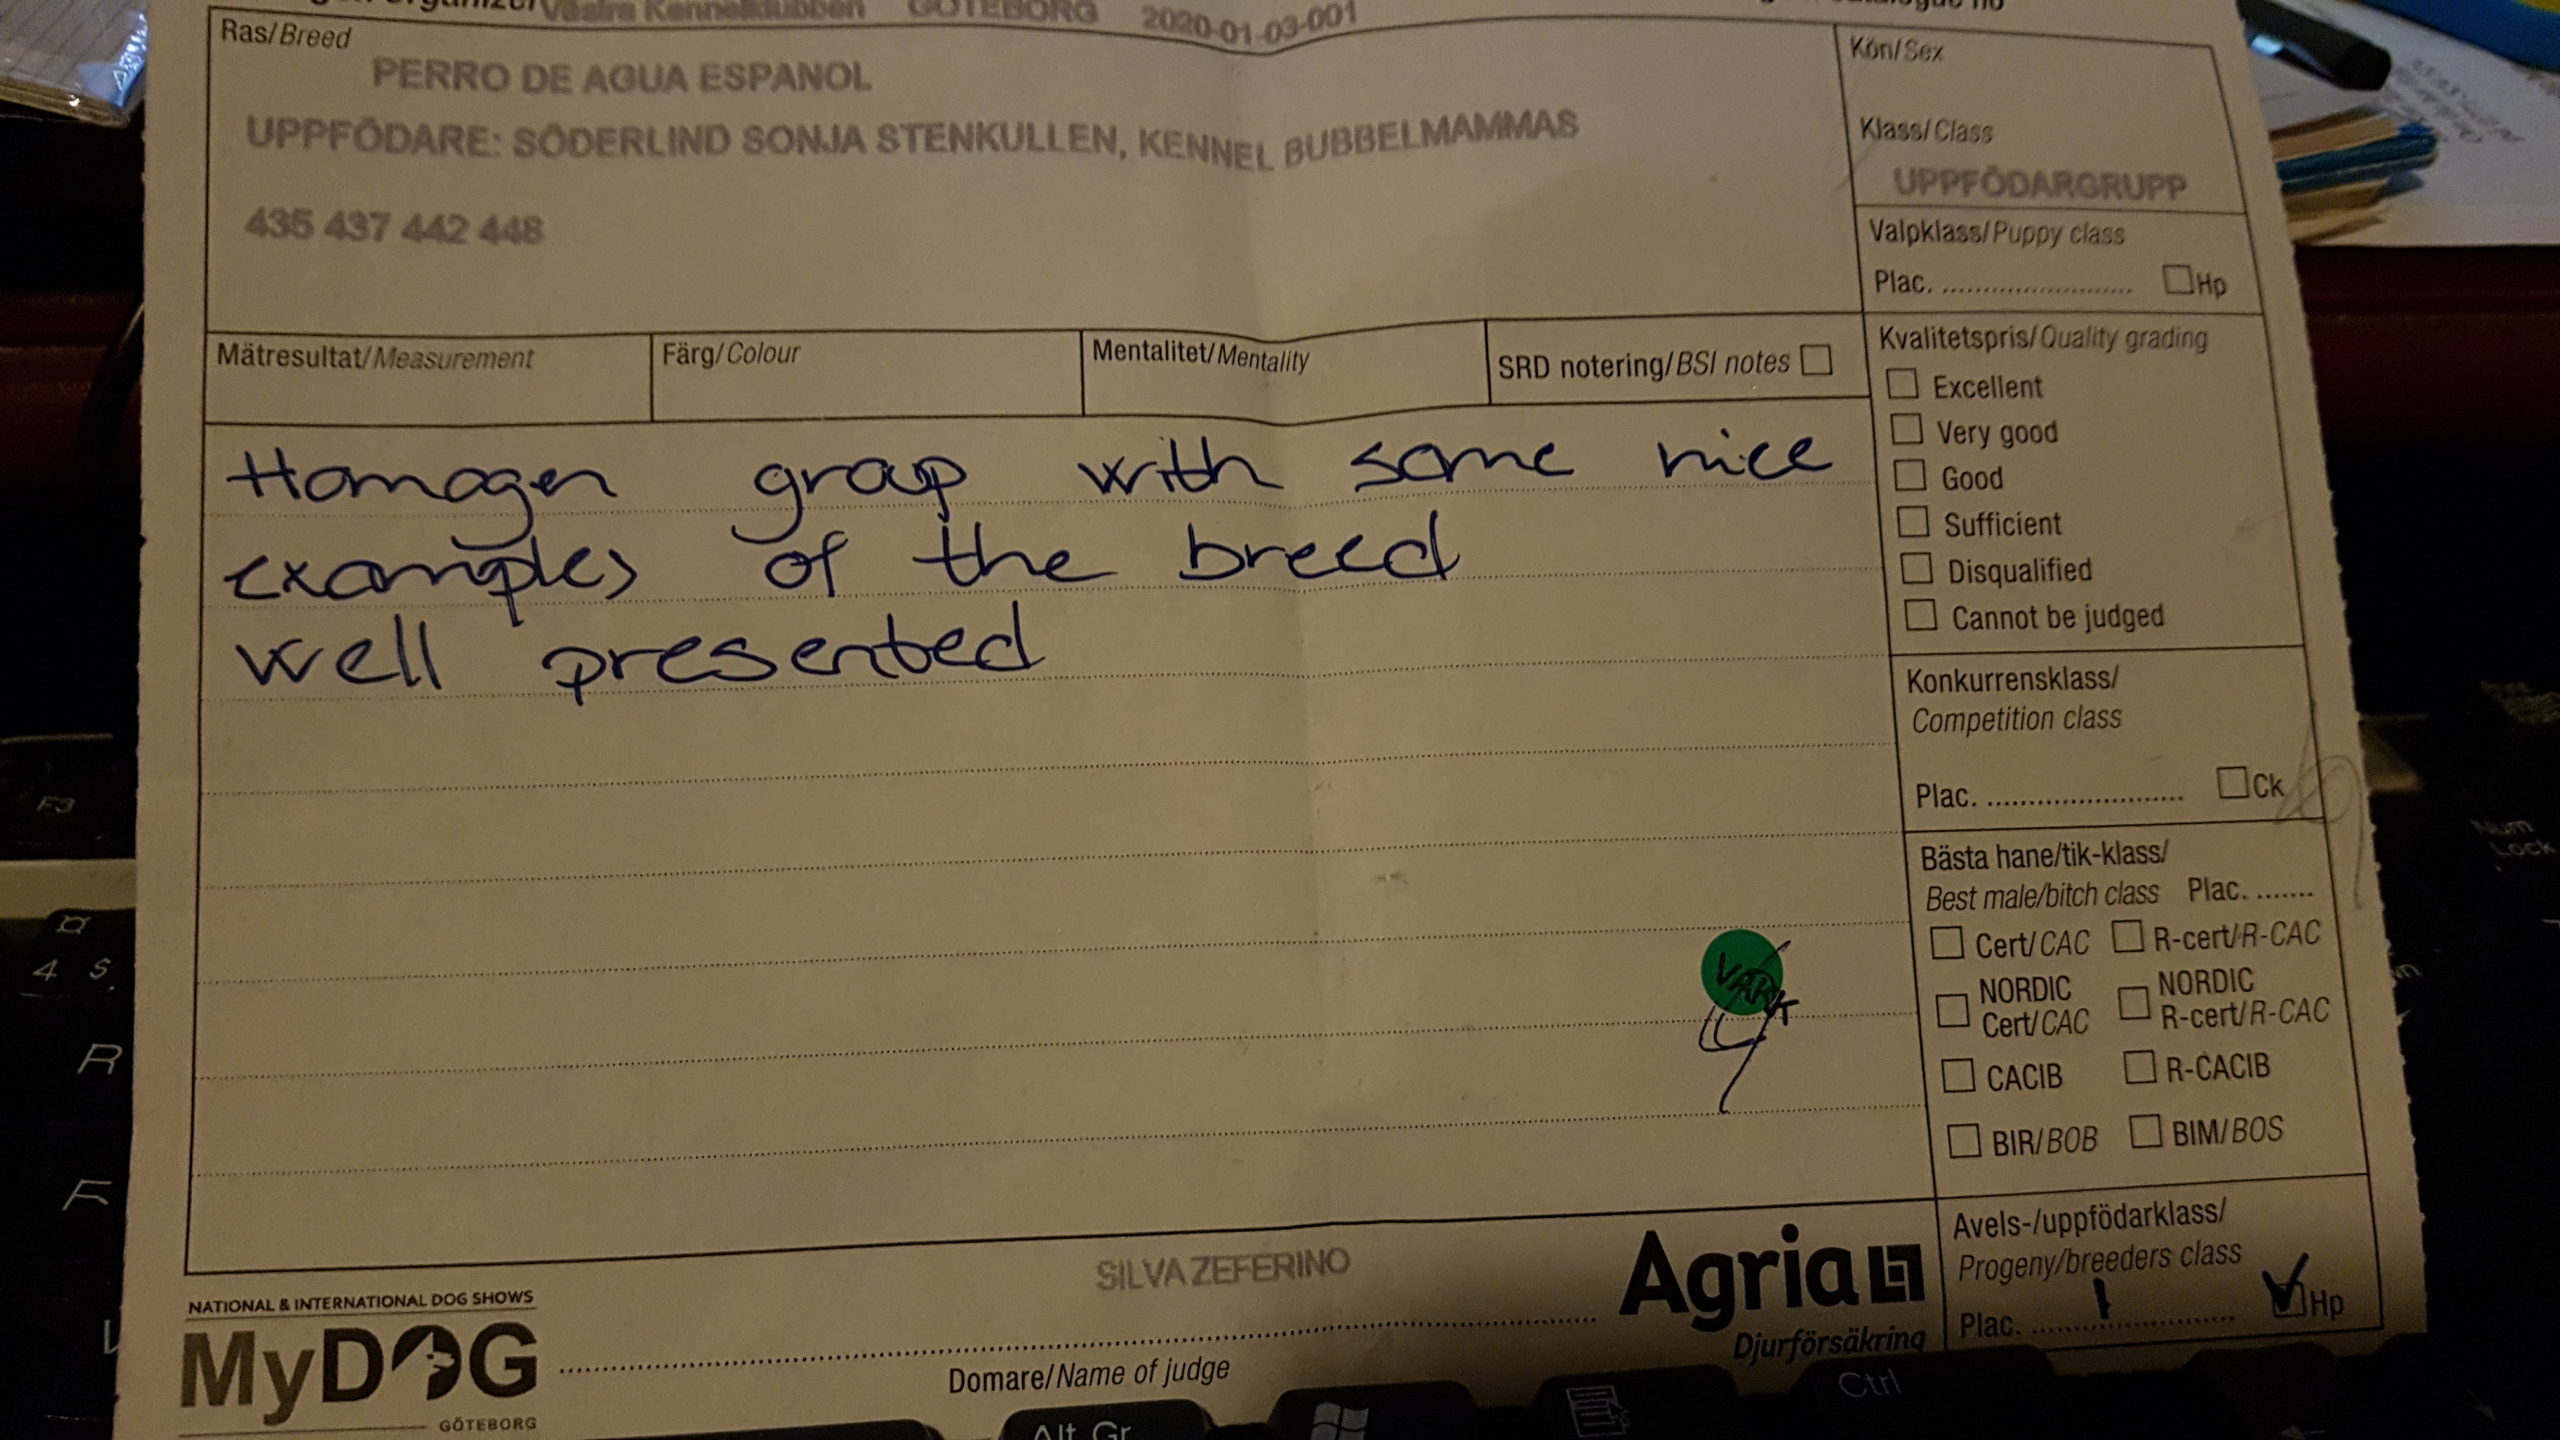 Västra Kennelklubben GÖTEBORG 2020-01-03-001
Ras/Breed
PERRO DE AGUA ESPANOL
UPPFÖDARE: SÖDERLIND SONJA STENKULLEN, KENNEL BUBBELMAMMAS
435 437 442 448
Kön/Sex
Klass/Class
UPPFÖDARGRUPP
Valpklass/Puppy class
Plac. Hp
Mätresultat/Measurement
Färg/Colour
Mentalitet/Mentality
SRD notering/BSI notes
Homogen group with some nice
examples of the breed
well presented
Kvalitetspris/Quality grading
Excellent
Very good
Good
Sufficient
Disqualified
Cannot be judged
Konkurrensklass/
Competition class
Plac. Ck
Bästa hane/tik-klass/
Best male/bitch class Plac.
Cert/CAC R-cert/R-CAC
NORDIC Cert/CAC
NORDIC R-cert/R-CAC
CACIB R-CACIB
BIR/BOB BIM/BOS
Avels-/uppfödarklass/
Progeny/breeders class
Plac. 1 Hp
VÄRK
SILVA ZEFERINO
Domare/Name of judge
NATIONAL & INTERNATIONAL DOG SHOWS
MyDOG
GÖTEBORG
Agria
Djurförsäkring
F3
¤
4
R
F
Alt Gr
Ctrl
Num
Lock